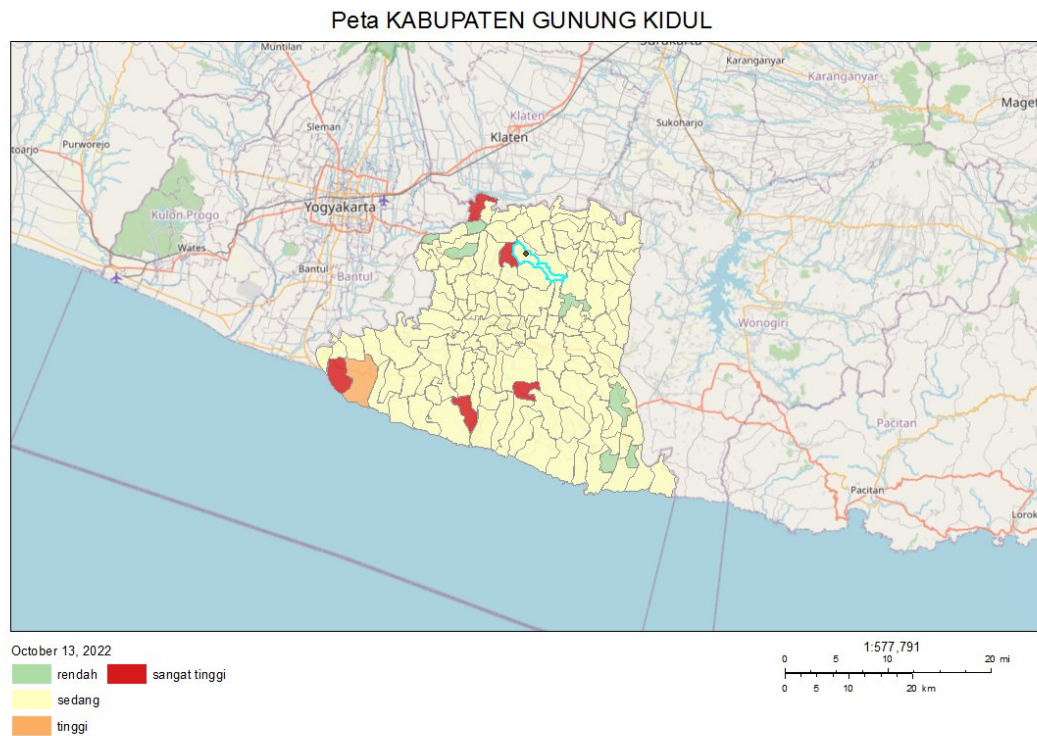 Peta KABUPATEN GUNUNG KIDUL
Muntilan
Surakarta
Karanganyar
Karanganyar
Klaten
Maget
Sleman
Klaten
Sukoharjo
toarjo
Purworejo
Yogyakarta
Kulon Progo
Wates
Bantul
Bantul
Wonogiri
Pacitan
Pacitan
Lorok
October 13, 2022
rendah
sangat tinggi
sedang
tinggi
1:577,791
0 5 10 20 mi
0 5 10 20 km